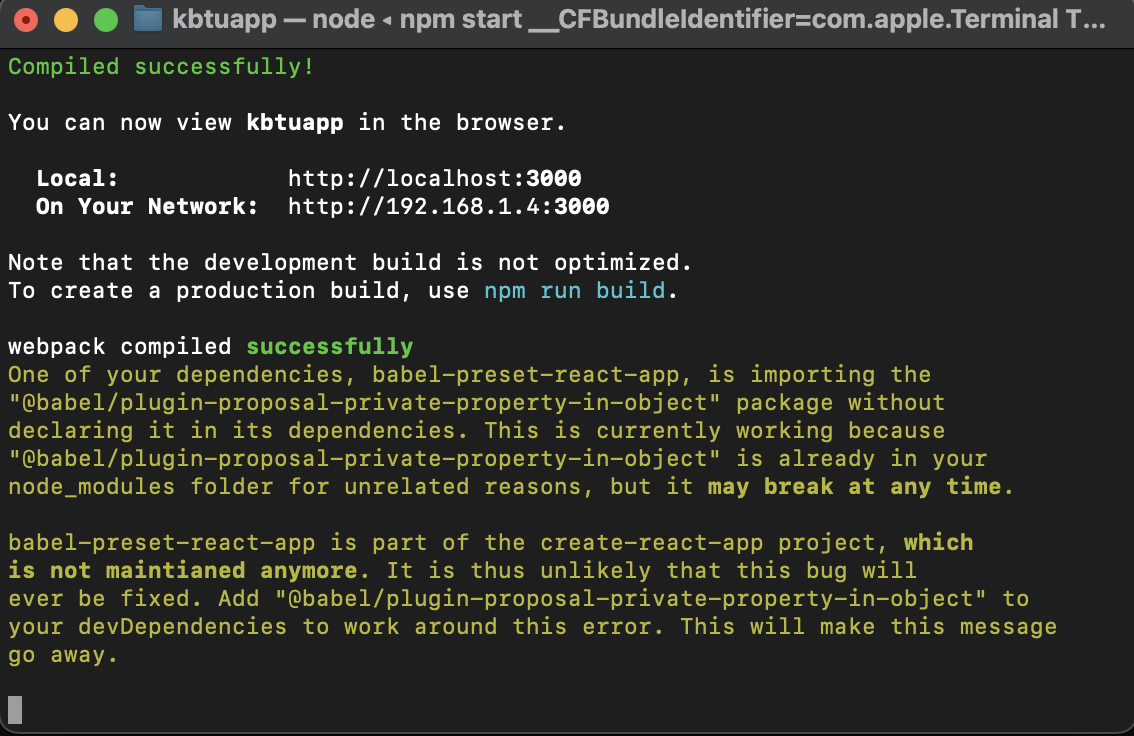 kbtuapp — node ◂ npm start __CFBundleIdentifier=com.apple.Terminal T...
Compiled successfully!
You can now view kbtuapp in the browser.
Local: http://localhost:3000
On Your Network: http://192.168.1.4:3000
Note that the development build is not optimized.
To create a production build, use npm run build.
webpack compiled successfully
One of your dependencies, babel-preset-react-app, is importing the
"@babel/plugin-proposal-private-property-in-object" package without
declaring it in its dependencies. This is currently working because
"@babel/plugin-proposal-private-property-in-object" is already in your
node_modules folder for unrelated reasons, but it may break at any time.
babel-preset-react-app is part of the create-react-app project, which
is not maintianed anymore. It is thus unlikely that this bug will
ever be fixed. Add "@babel/plugin-proposal-private-property-in-object" to
your devDependencies to work around this error. This will make this message
go away.